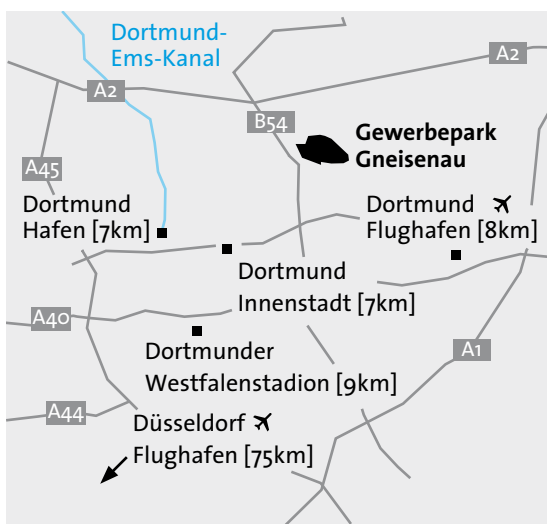 Dortmund-
Ems-Kanal
A2
A2
B54
Gewerbepark
Gneisenau
A45
Dortmund
Hafen [7km]
Dortmund
Flughafen [8km]
Dortmund
Innenstadt [7km]
A40
Dortmunder
Westfalenstadion [9km]
A1
A44
Düsseldorf
Flughafen [75km]